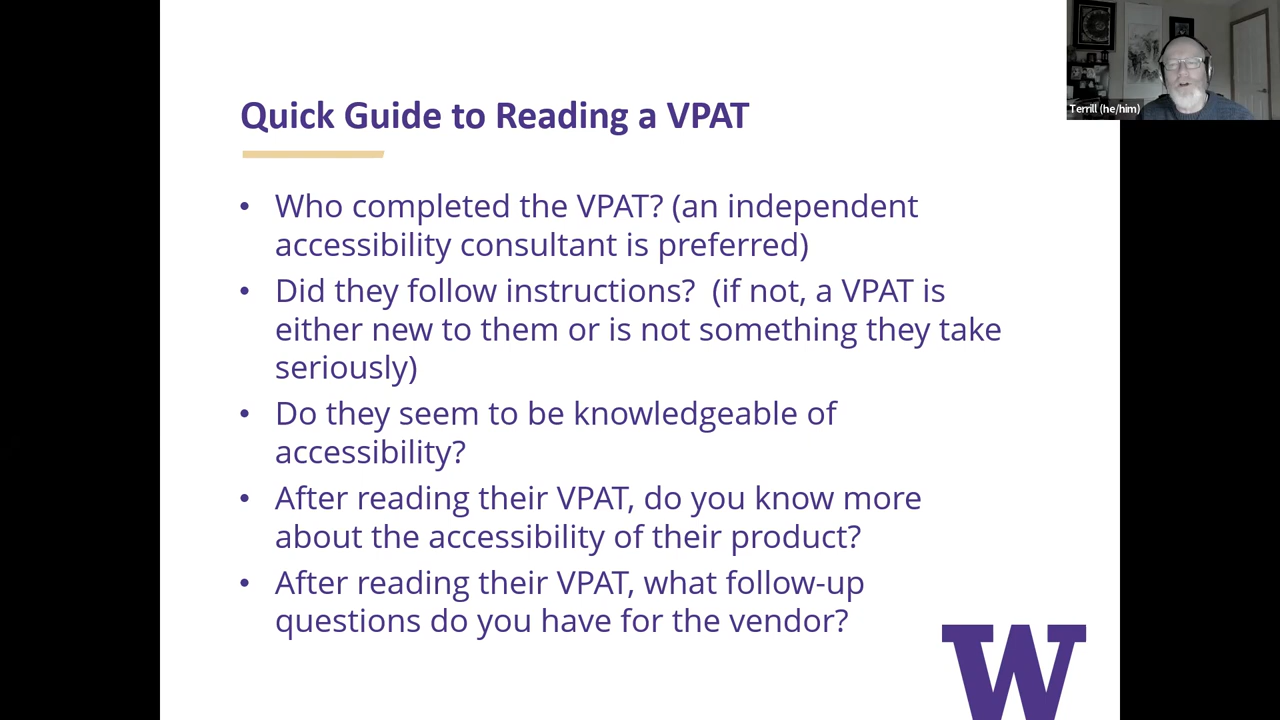 Quick Guide to Reading a VPAT
Terrill (he/him)
• Who completed the VPAT? (an independent
accessibility consultant is preferred)
• Did they follow instructions?  (if not, a VPAT is
either new to them or is not something they take
seriously)
• Do they seem to be knowledgeable of
accessibility?
• After reading their VPAT, do you know more
about the accessibility of their product?
• After reading their VPAT, what follow-up
questions do you have for the vendor?
W